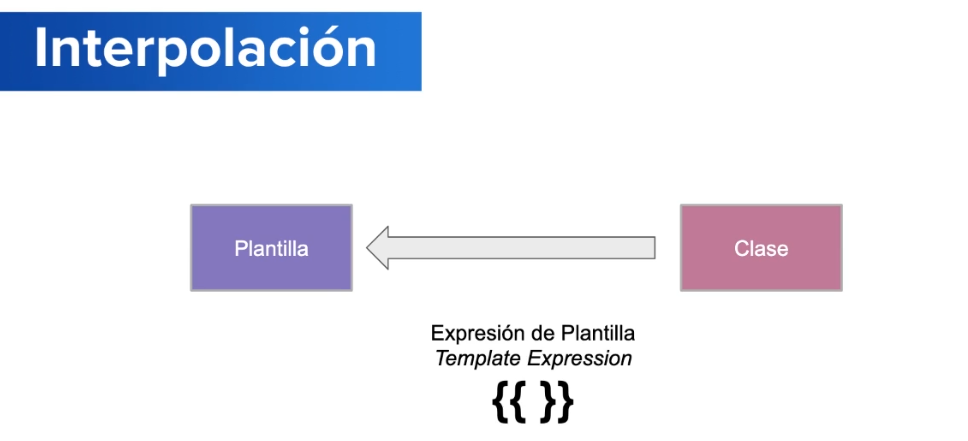 Interpolación
Plantilla
Clase
Expresión de Plantilla
Template Expression
{{ }}